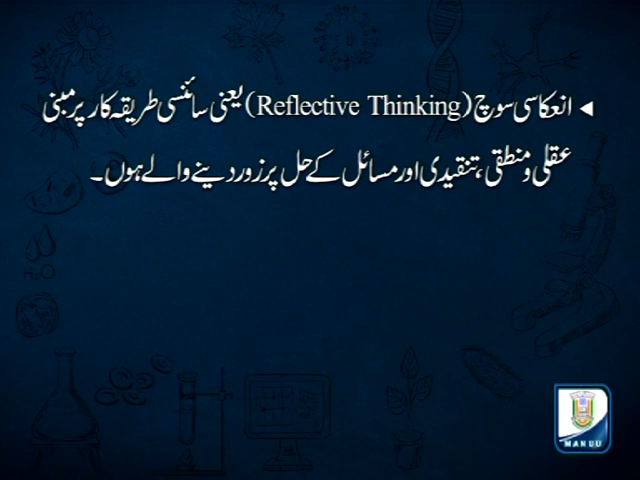 ◄ انعکاسی سوچ (Reflective Thinking) یعنی سائنسی طریقہ کار پر مبنی
عقلی و منطقی، تنقیدی اور مسائل کے حل پر زور دینے والے ہوں۔
H₂O
MANUU